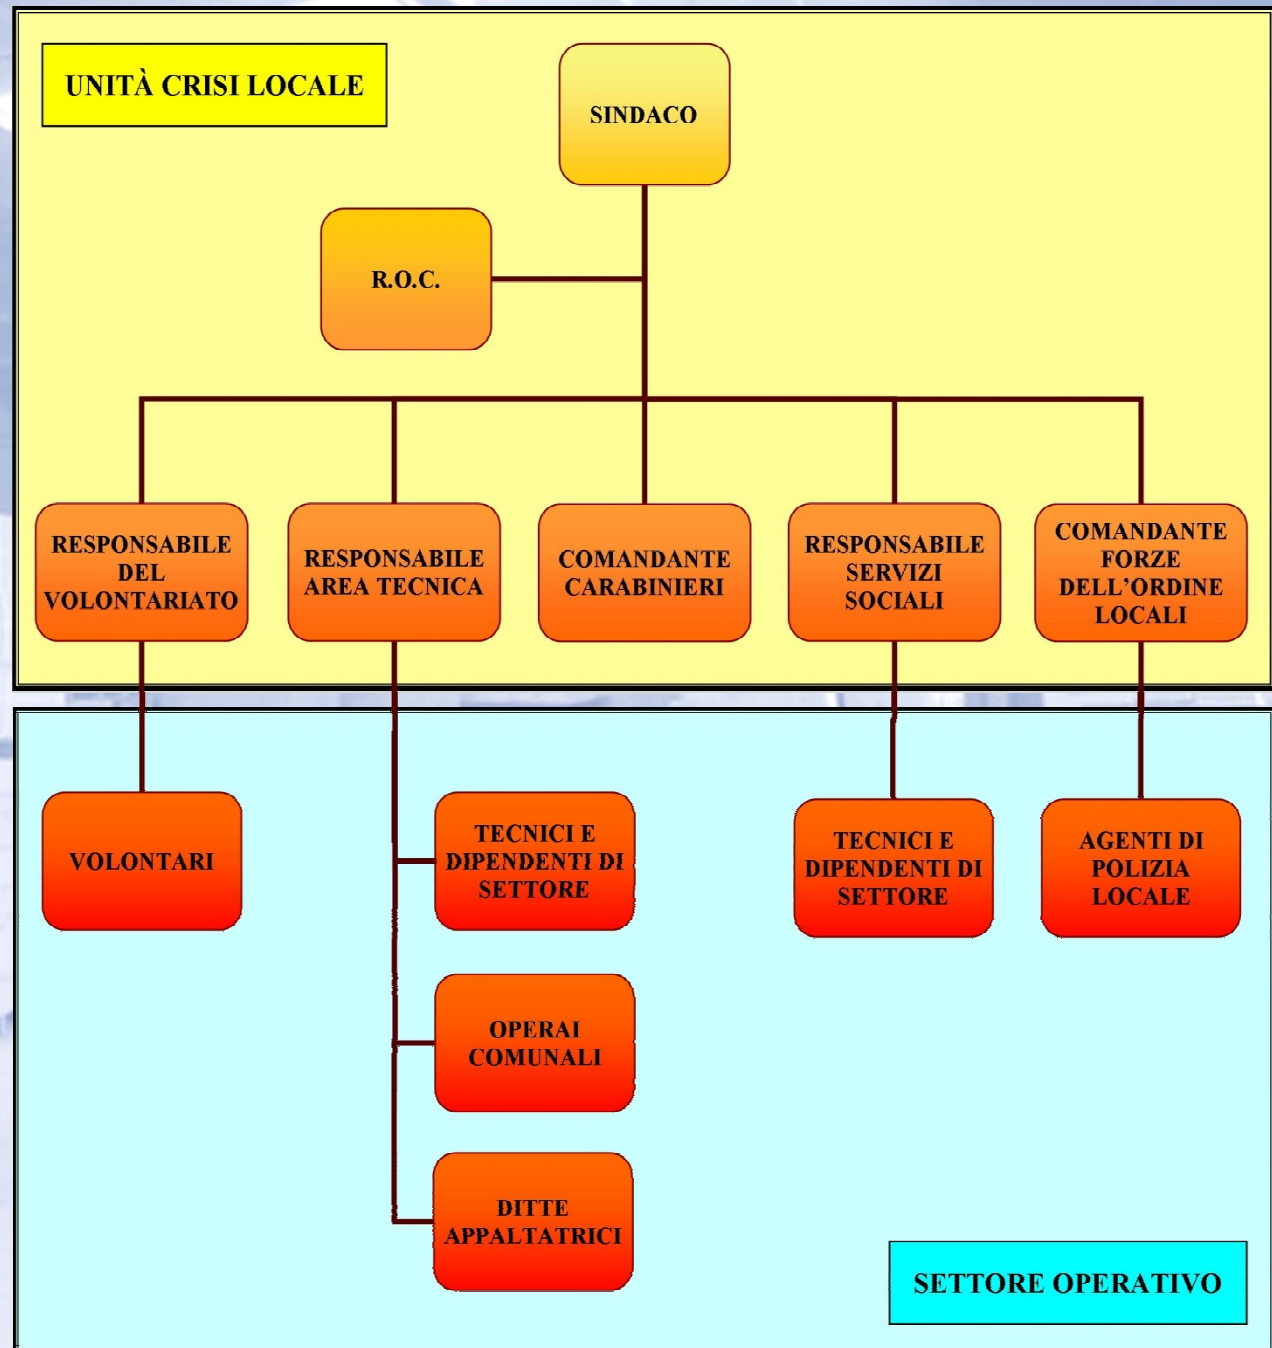 UNITÀ CRISI LOCALE
SINDACO
R.O.C.
RESPONSABILE
DEL
VOLONTARIATO
RESPONSABILE
AREA TECNICA
COMANDANTE
CARABINIERI
RESPONSABILE
SERVIZI
SOCIALI
COMANDANTE
FORZE
DELL'ORDINE
LOCALI
VOLONTARI
TECNICI E
DIPENDENTI DI
SETTORE
TECNICI E
DIPENDENTI DI
SETTORE
AGENTI DI
POLIZIA
LOCALE
OPERAI
COMUNALI
DITTE
APPALTATRICI
SETTORE OPERATIVO